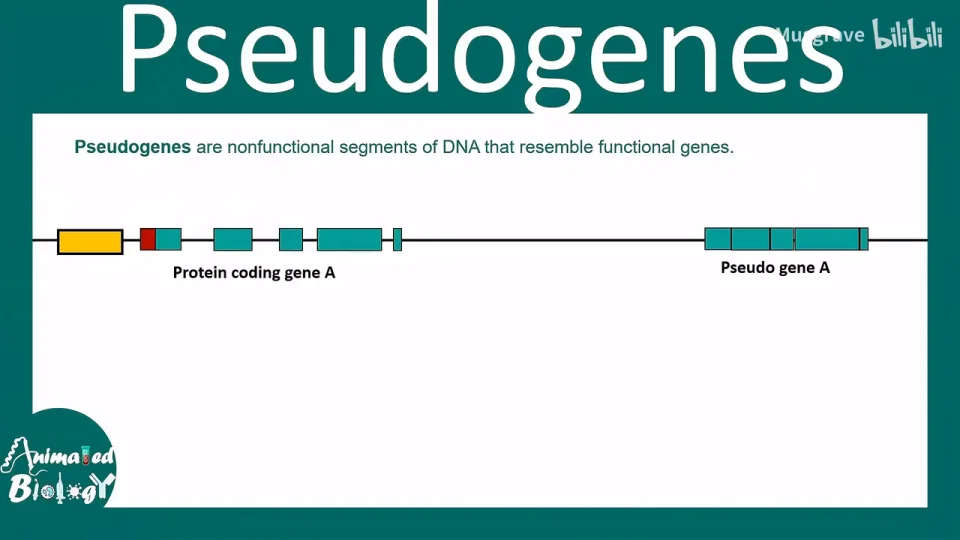 Pseudogenes
Musgrave bilibili
Pseudogenes are nonfunctional segments of DNA that resemble functional genes.
Protein coding gene A
Pseudo gene A
Animated
Biology